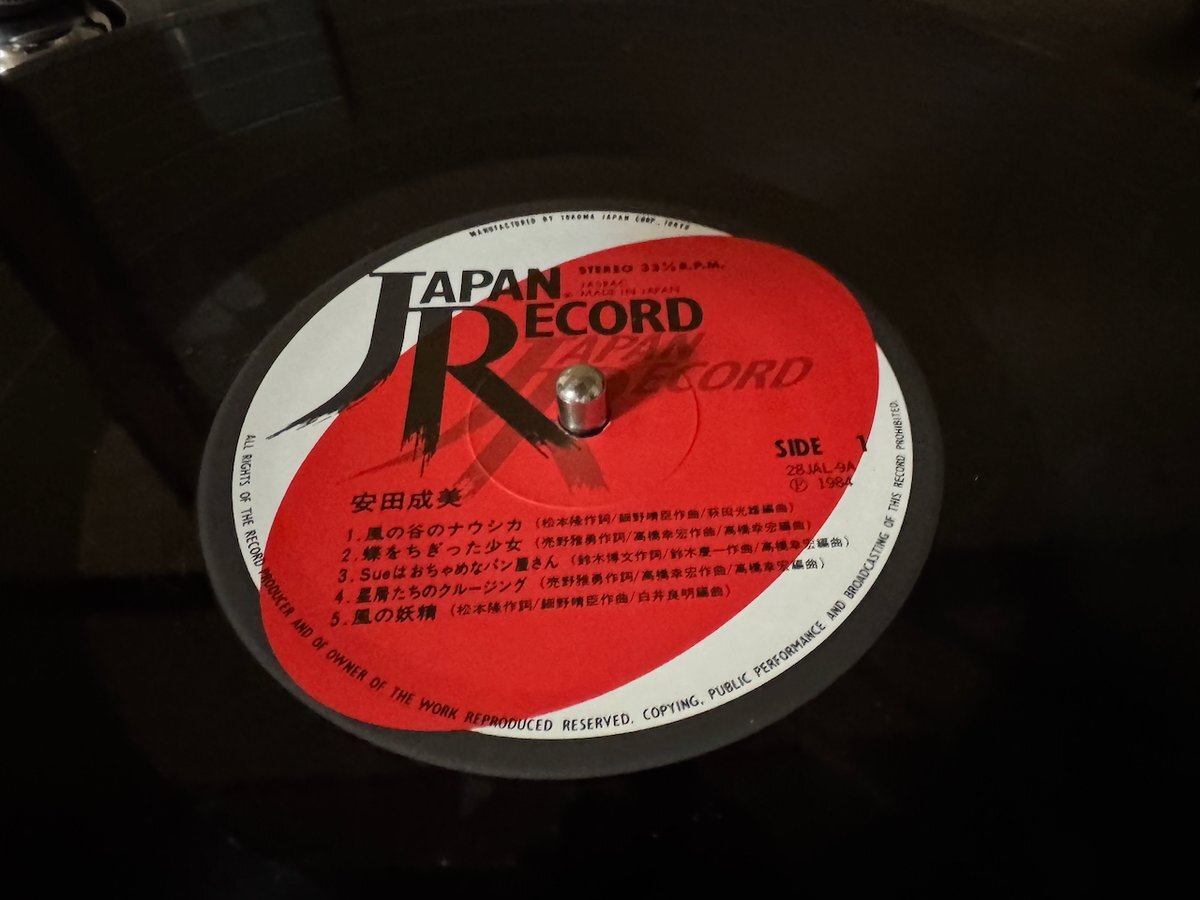 MANUFACTURED BY TOKUMA JAPAN CORP., TOKYO
JAPAN
RECORD
STEREO 33⅓ R.P.M.
JASRAC
MADE IN JAPAN
JAPAN
RECORD
SIDE 1
28JAL-9A
Ⓟ 1984
安田成美
1.風の谷のナウシカ (松本隆作詞/細野晴臣作曲/萩田光雄編曲)
2.蝶をちぎった少女 (売野雅勇作詞/高橋幸宏作曲/高橋幸宏編曲)
3.Sueはおちゃめなパン屋さん (鈴木博文作詞/鈴木慶一作曲/高橋幸宏編曲)
4.星屑たちのクルージング (売野雅勇作詞/高橋幸宏作曲/高橋幸宏編曲)
5.風の妖精 (松本隆作詞/細野晴臣作曲/白井良明編曲)
ALL RIGHTS OF THE RECORD PRODUCER AND OF OWNER OF THE WORK REPRODUCED RESERVED. COPYING, PUBLIC PERFORMANCE AND BROADCASTING OF THIS RECORD PROHIBITED.